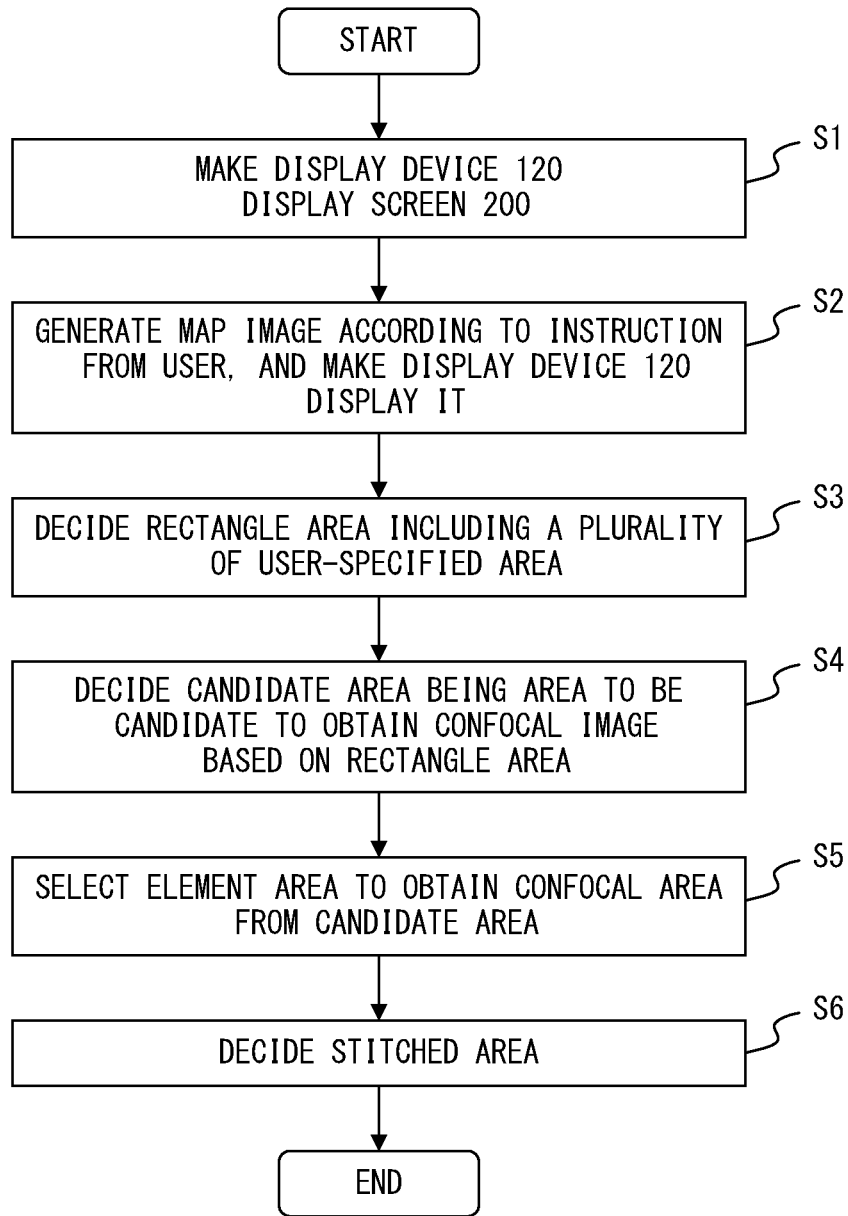 START
S1
MAKE DISPLAY DEVICE 120
DISPLAY SCREEN 200
S2
GENERATE MAP IMAGE ACCORDING TO INSTRUCTION
FROM USER, AND MAKE DISPLAY DEVICE 120
DISPLAY IT
S3
DECIDE RECTANGLE AREA INCLUDING A PLURALITY
OF USER-SPECIFIED AREA
S4
DECIDE CANDIDATE AREA BEING AREA TO BE
CANDIDATE TO OBTAIN CONFOCAL IMAGE
BASED ON RECTANGLE AREA
S5
SELECT ELEMENT AREA TO OBTAIN CONFOCAL AREA
FROM CANDIDATE AREA
S6
DECIDE STITCHED AREA
END